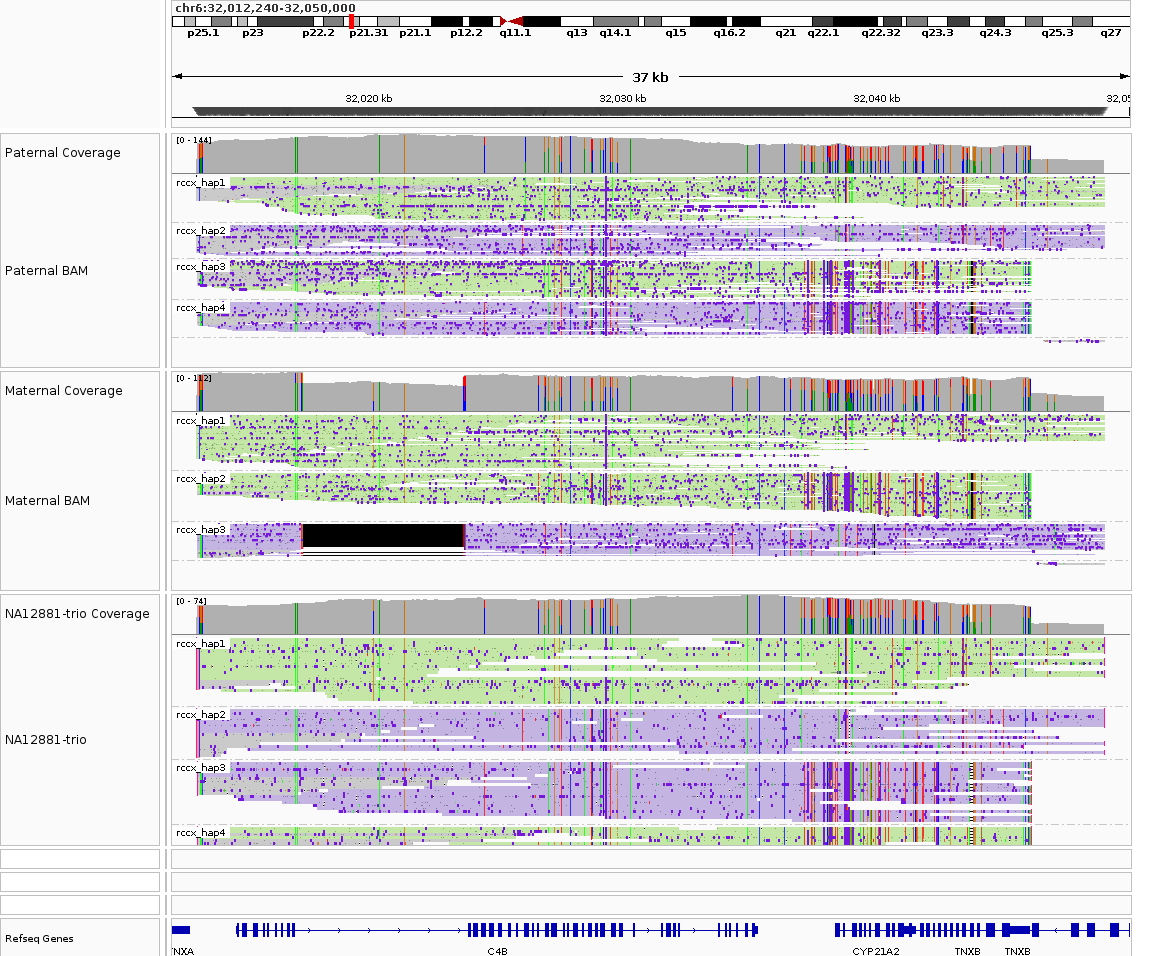 chr6:32,012,240-32,050,000
p25.1 p23 p22.2 p21.31 p21.1 p12.2 q11.1 q13 q14.1 q15 q16.2 q21 q22.1 q22.32 q23.3 q24.3 q25.3 q27
37 kb
32,020 kb 32,030 kb 32,040 kb 32,05
Paternal Coverage
[0 - 144]
rccx_hap1
rccx_hap2
Paternal BAM
rccx_hap3
rccx_hap4
Maternal Coverage
[0 - 112]
rccx_hap1
rccx_hap2
Maternal BAM
rccx_hap3
NA12881-trio Coverage
[0 - 74]
rccx_hap1
rccx_hap2
NA12881-trio
rccx_hap3
rccx_hap4
Refseq Genes
TNXA C4B CYP21A2 TNXB TNXB